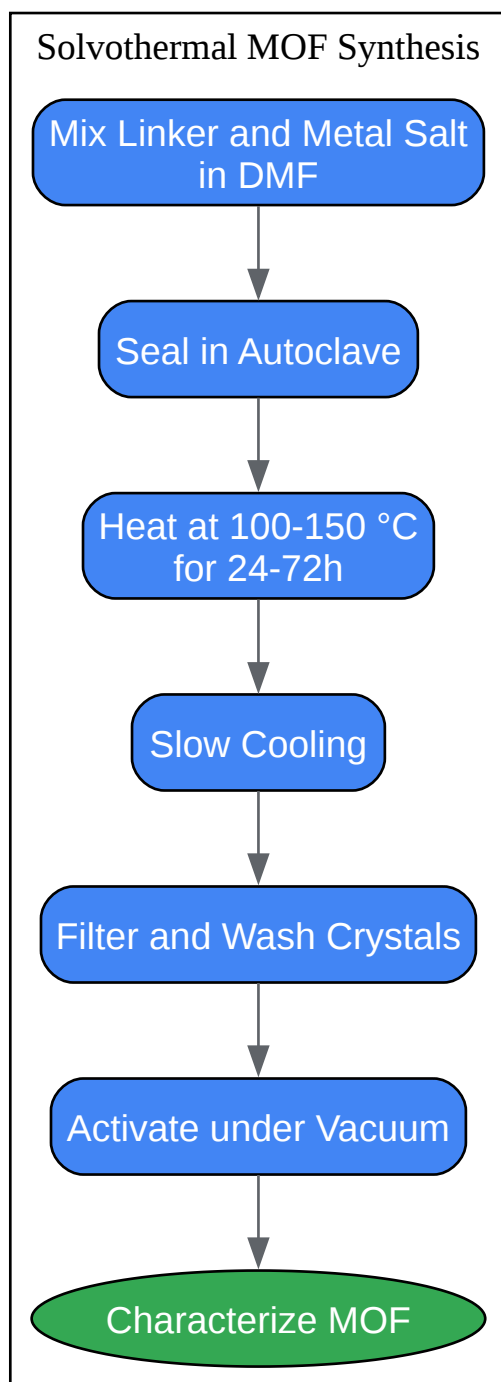 Solvothermal MOF Synthesis
Mix Linker and Metal Salt
in DMF
Seal in Autoclave
Heat at 100-150 °C
for 24-72h
Slow Cooling
Filter and Wash Crystals
Activate under Vacuum
Characterize MOF